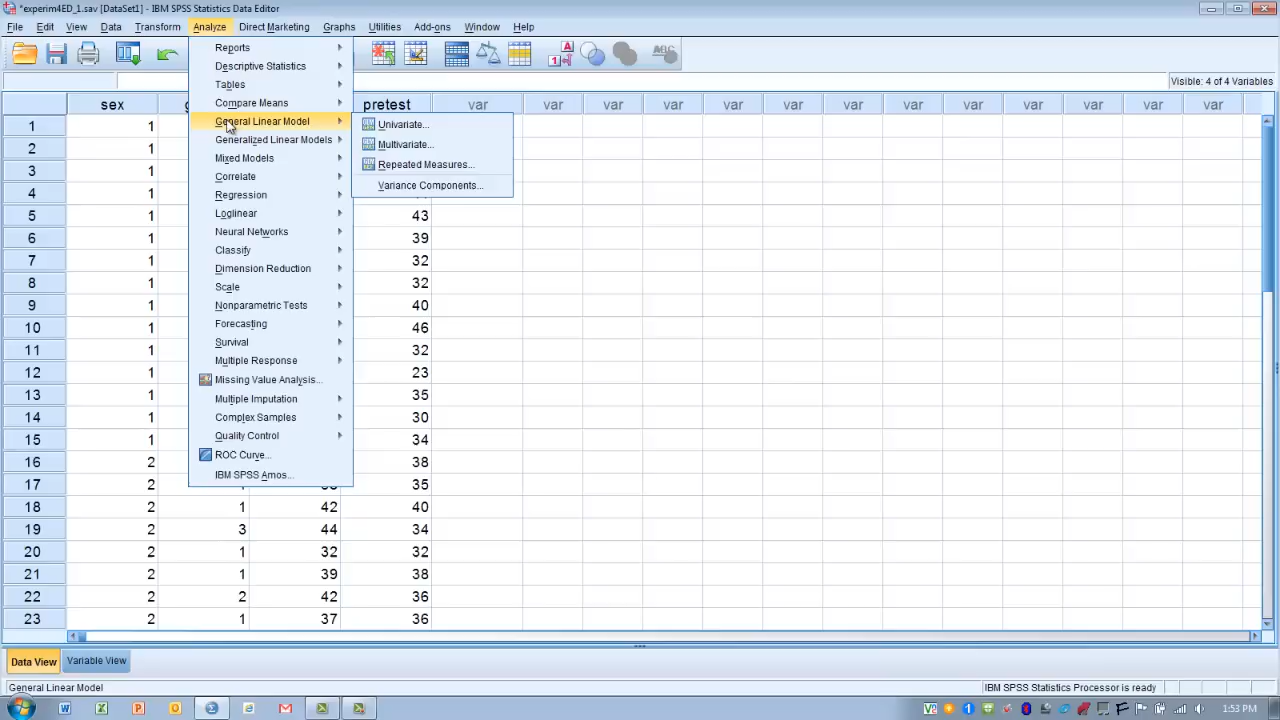 *experim4ED_1.sav [DataSet1] - IBM SPSS Statistics Data Editor
File Edit View Data Transform Analyze Direct Marketing Graphs Utilities Add-ons Window Help
Visible: 4 of 4 Variables
sex g pretest var var var var var var var var var var var var var
Reports
Descriptive Statistics
Tables
Compare Means
General Linear Model
Generalized Linear Models
Mixed Models
Correlate
Regression
Loglinear
Neural Networks
Classify
Dimension Reduction
Scale
Nonparametric Tests
Forecasting
Survival
Multiple Response
Missing Value Analysis...
Multiple Imputation
Complex Samples
Quality Control
ROC Curve...
IBM SPSS Amos...
Univariate...
Multivariate...
Repeated Measures...
Variance Components...
1 1
2 1
3 1
4 1
5 1 43
6 1 39
7 1 32
8 1 32
9 1 40
10 1 46
11 1 32
12 1 23
13 1 35
14 1 30
15 1 34
16 2 38
17 2 35
18 2 1 42 40
19 2 3 44 34
20 2 1 32 32
21 2 1 39 38
22 2 2 42 36
23 2 1 37 36
Data View Variable View
General Linear Model IBM SPSS Statistics Processor is ready
1:53 PM